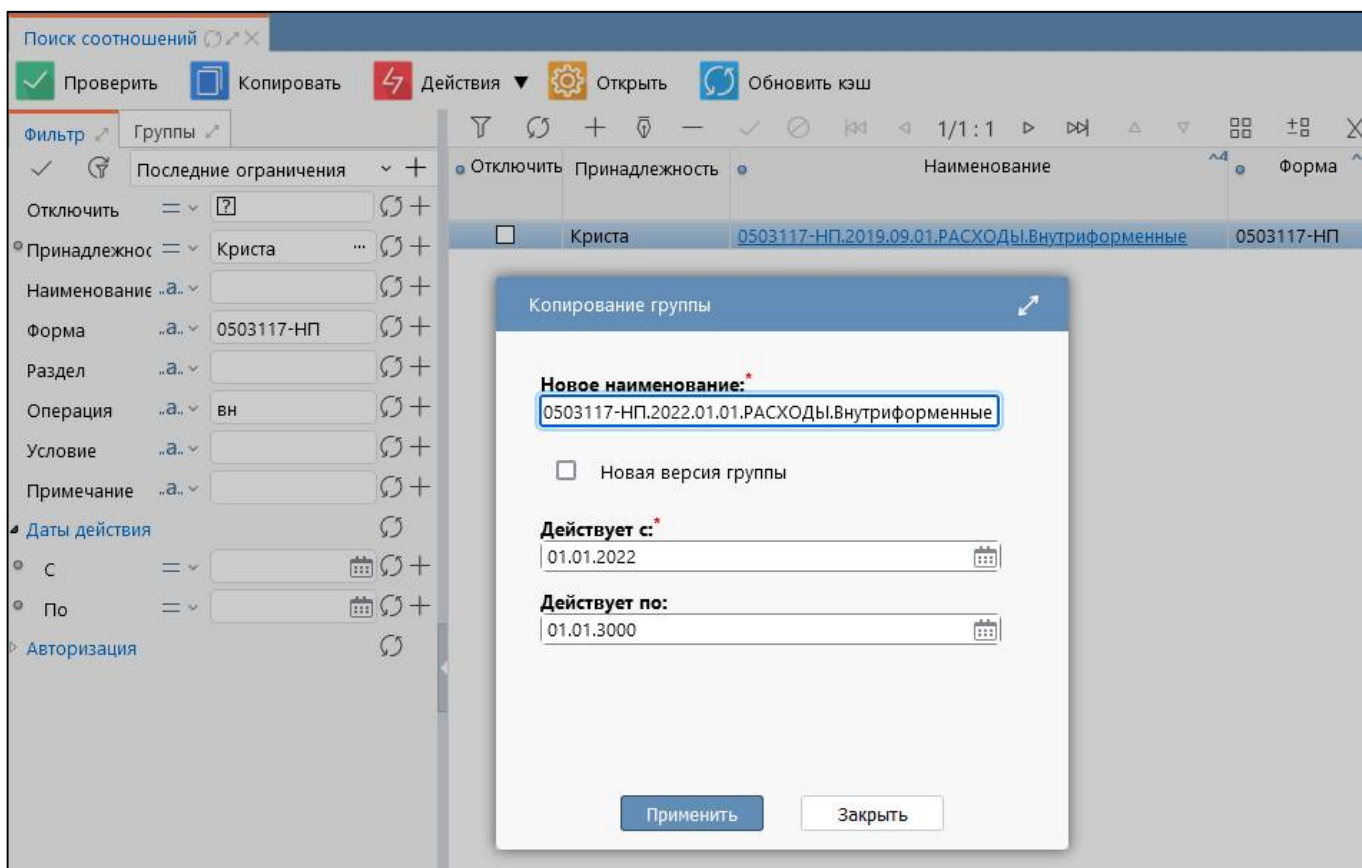 Поиск соотношений
Проверить Копировать Действия Открыть Обновить кэш
Фильтр Группы
1/1 : 1
Последние ограничения
Отключить Принадлежность Наименование Форма
Отключить = ?
Криста 0503117-НП.2019.09.01.РАСХОДЫ.Внутриформенные 0503117-НП
Принадлежнос = Криста ...
Наименование ..a..
Форма ..a.. 0503117-НП
Раздел ..a..
Операция ..a.. вн
Условие ..a..
Примечание ..a..
Даты действия
С =
По =
Авторизация
Копирование группы
Новое наименование:*
0503117-НП.2022.01.01.РАСХОДЫ.Внутриформенные
Новая версия группы
Действует с:*
01.01.2022
Действует по:
01.01.3000
Применить Закрыть